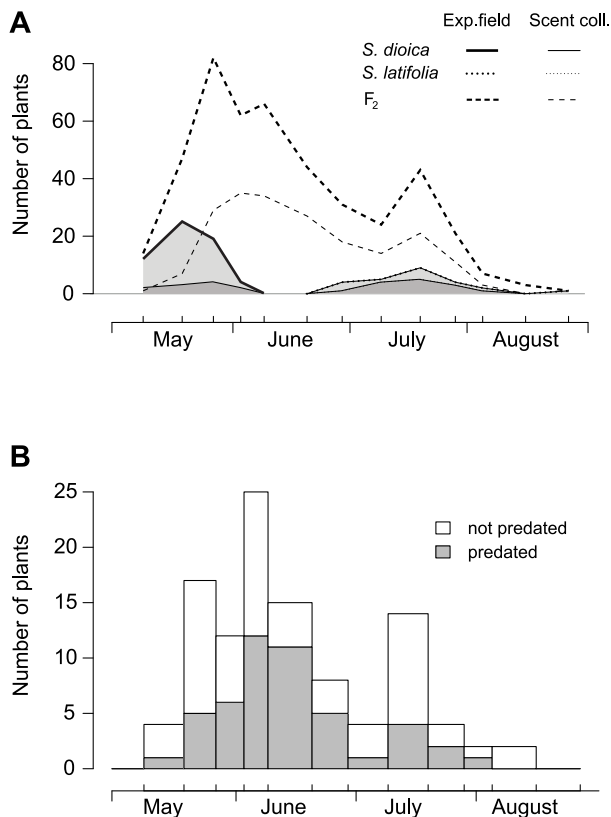 A
Exp.field Scent coll.
S. dioica
S. latifolia
F2
Number of plants
80
60
40
20
0
May June July August
B
Number of plants
25
20
15
10
5
0
not predated
predated
May June July August